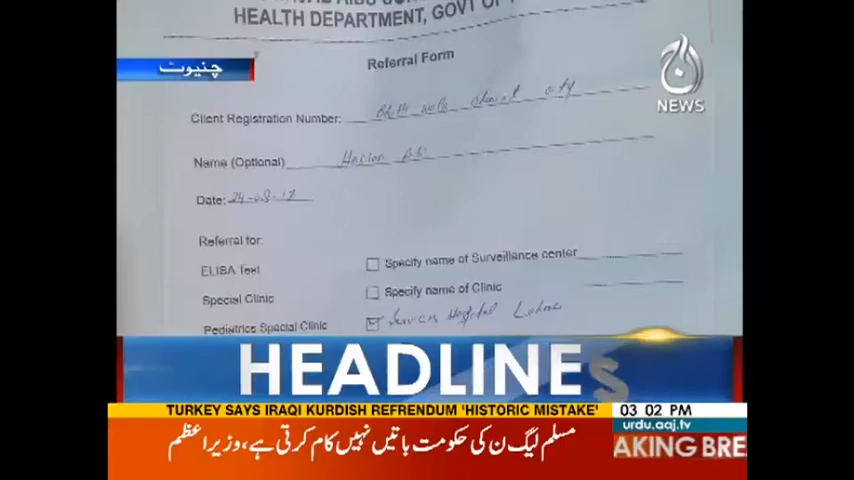 HEALTH DEPARTMENT, GOVT OF
Referral Form
چنیوٹ
NEWS
Client Registration Number:
Name (Optional)
Date: 24-08-17
Referral for:
ELISA Test
Specify name of Surveillance center
Special Clinic
Specify name of Clinic
Pediatrics Special Clinic
Hospital Lahore
HEADLINES
TURKEY SAYS IRAQI KURDISH REFRENDUM 'HISTORIC MISTAKE'
03 02 PM
urdu.aaj.tv
مسلم لیگ ن کی حکومت باتیں نہیں کام کرتی ہے، وزیراعظم
AKING BRE